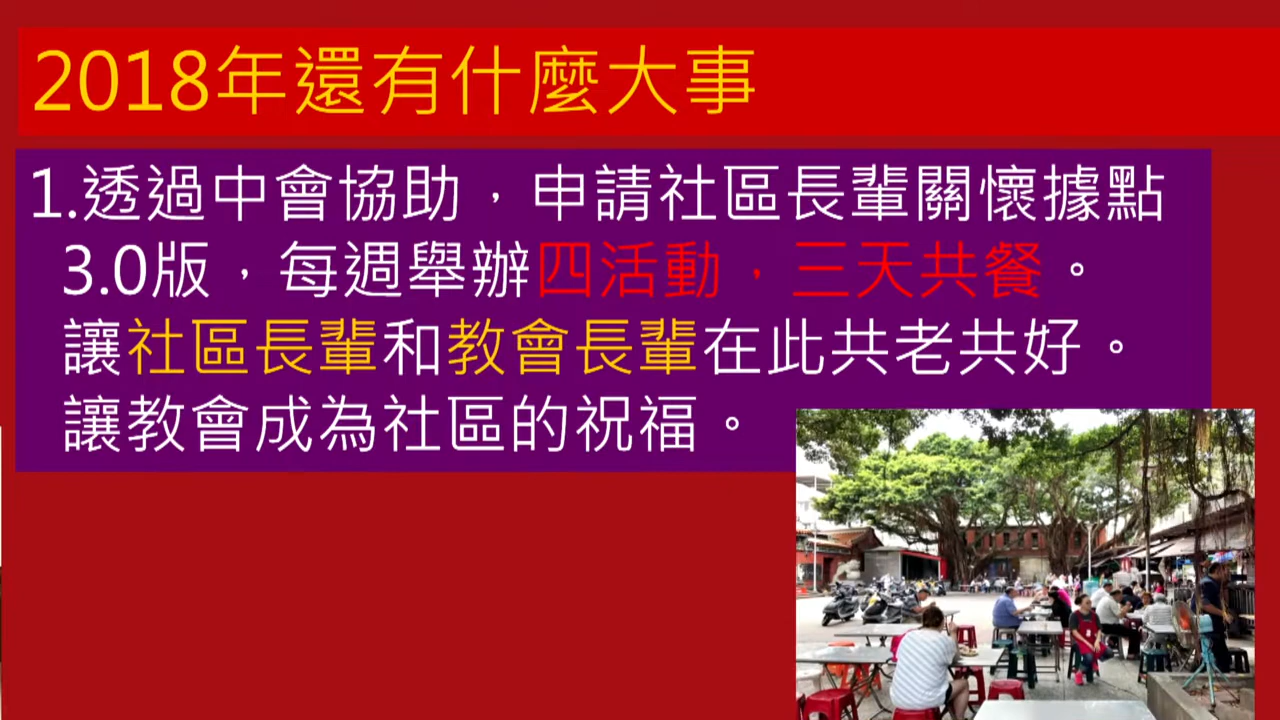 2018年還有什麼大事
1.透過中會協助，申請社區長輩關懷據點
3.0版，每週舉辦四活動，三天共餐。
讓社區長輩和教會長輩在此共老共好。
讓教會成為社區的祝福。